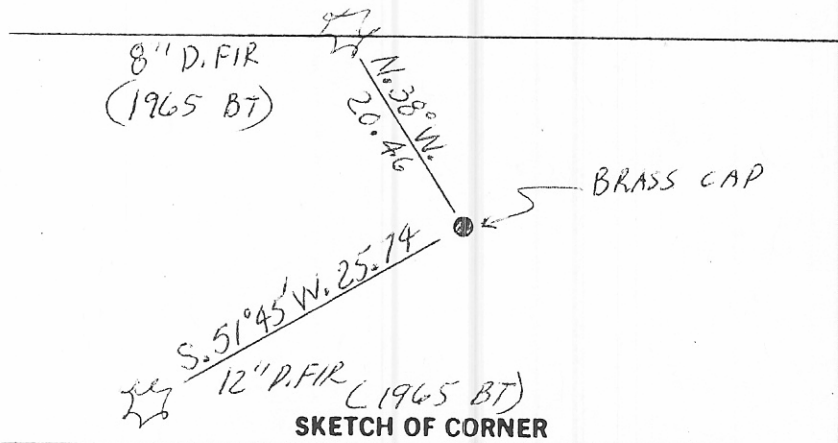 8" D. FIR
(1965 BT)
N. 38° W.
20.46
BRASS CAP
S. 51°45' W. 25.74
12" D. FIR (1965 BT)
SKETCH OF CORNER